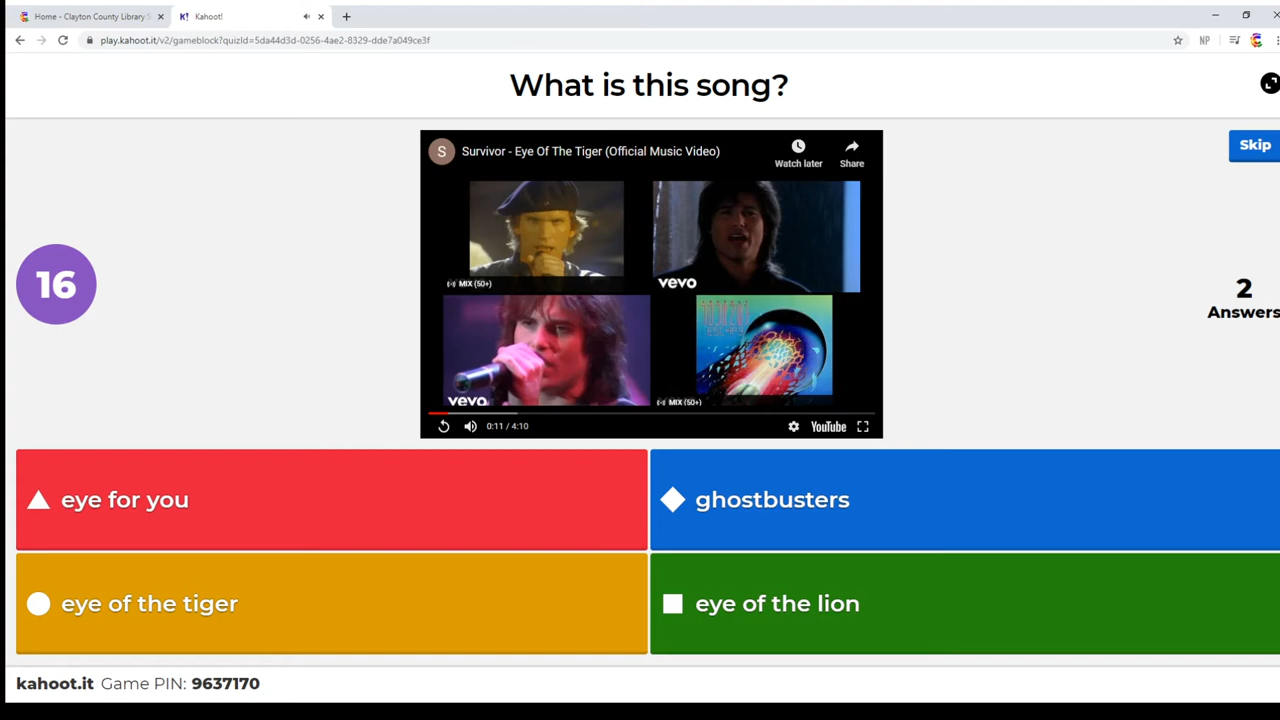 Home - Clayton County Library S
Kahoot!
play.kahoot.it/v2/gameblock?quizId=5da44d3d-0256-4ae2-8329-dde7a049ce3f
NP
What is this song?
Skip
S
Survivor - Eye Of The Tiger (Official Music Video)
Watch later
Share
MIX (50+)
vevo
vevo
MIX (50+)
0:11 / 4:10
YouTube
16
2
Answers
eye for you
ghostbusters
eye of the tiger
eye of the lion
kahoot.it Game PIN: 9637170